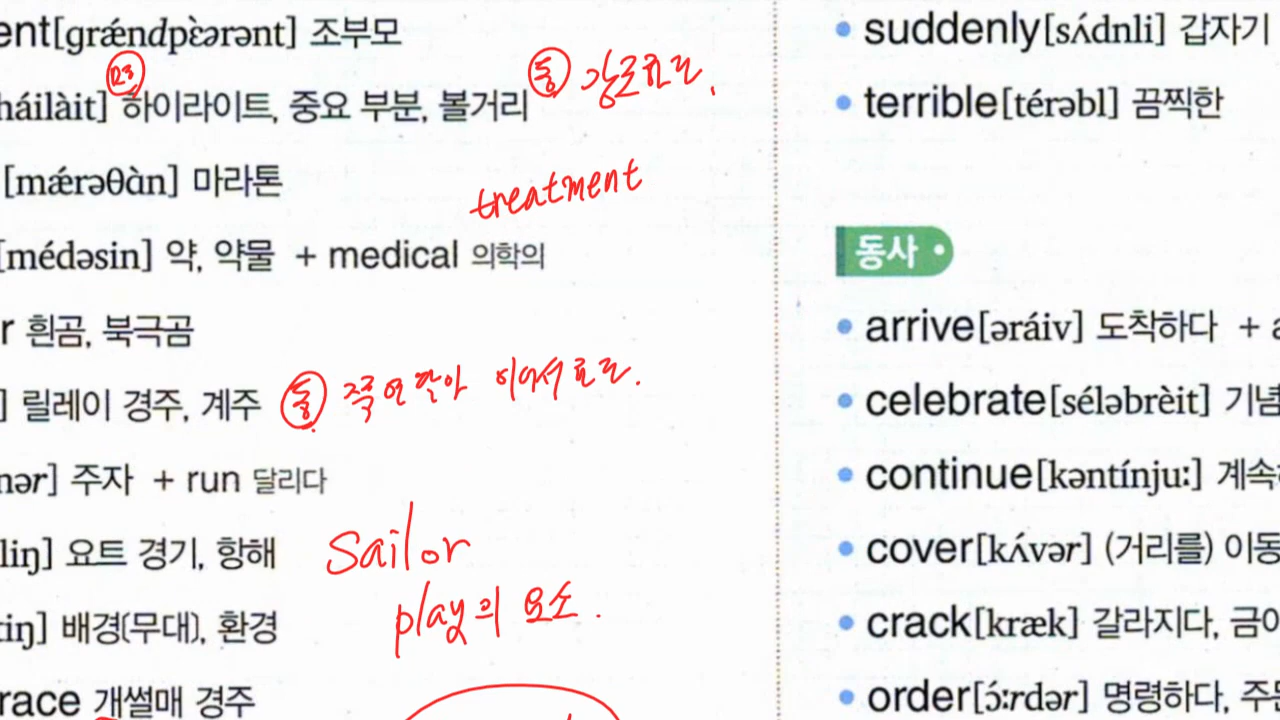 ent[grǽndpɛ̀ərənt] 조부모
háilàit] 하이라이트, 중요 부분, 볼거리 동
[mǽrəθàn] 마라톤
treatment
[médəsin] 약, 약물 + medical 의학의
r 흰곰, 북극곰
] 릴레이 경주, 계주 동
nər] 주자 + run 달리다
liŋ] 요트 경기, 항해
sailor
play의 요소.
tiŋ] 배경(무대), 환경
race 개썰매 경주
suddenly[sʌ́dnli] 갑자기
terrible[térəbl] 끔찍한
동사
arrive[əráiv] 도착하다 + a
celebrate[séləbrèit] 기념
continue[kəntínju:] 계속
cover[kʌ́vər] (거리를) 이동
crack[kræk] 갈라지다, 금이
order[ɔ́:rdər] 명령하다, 주문